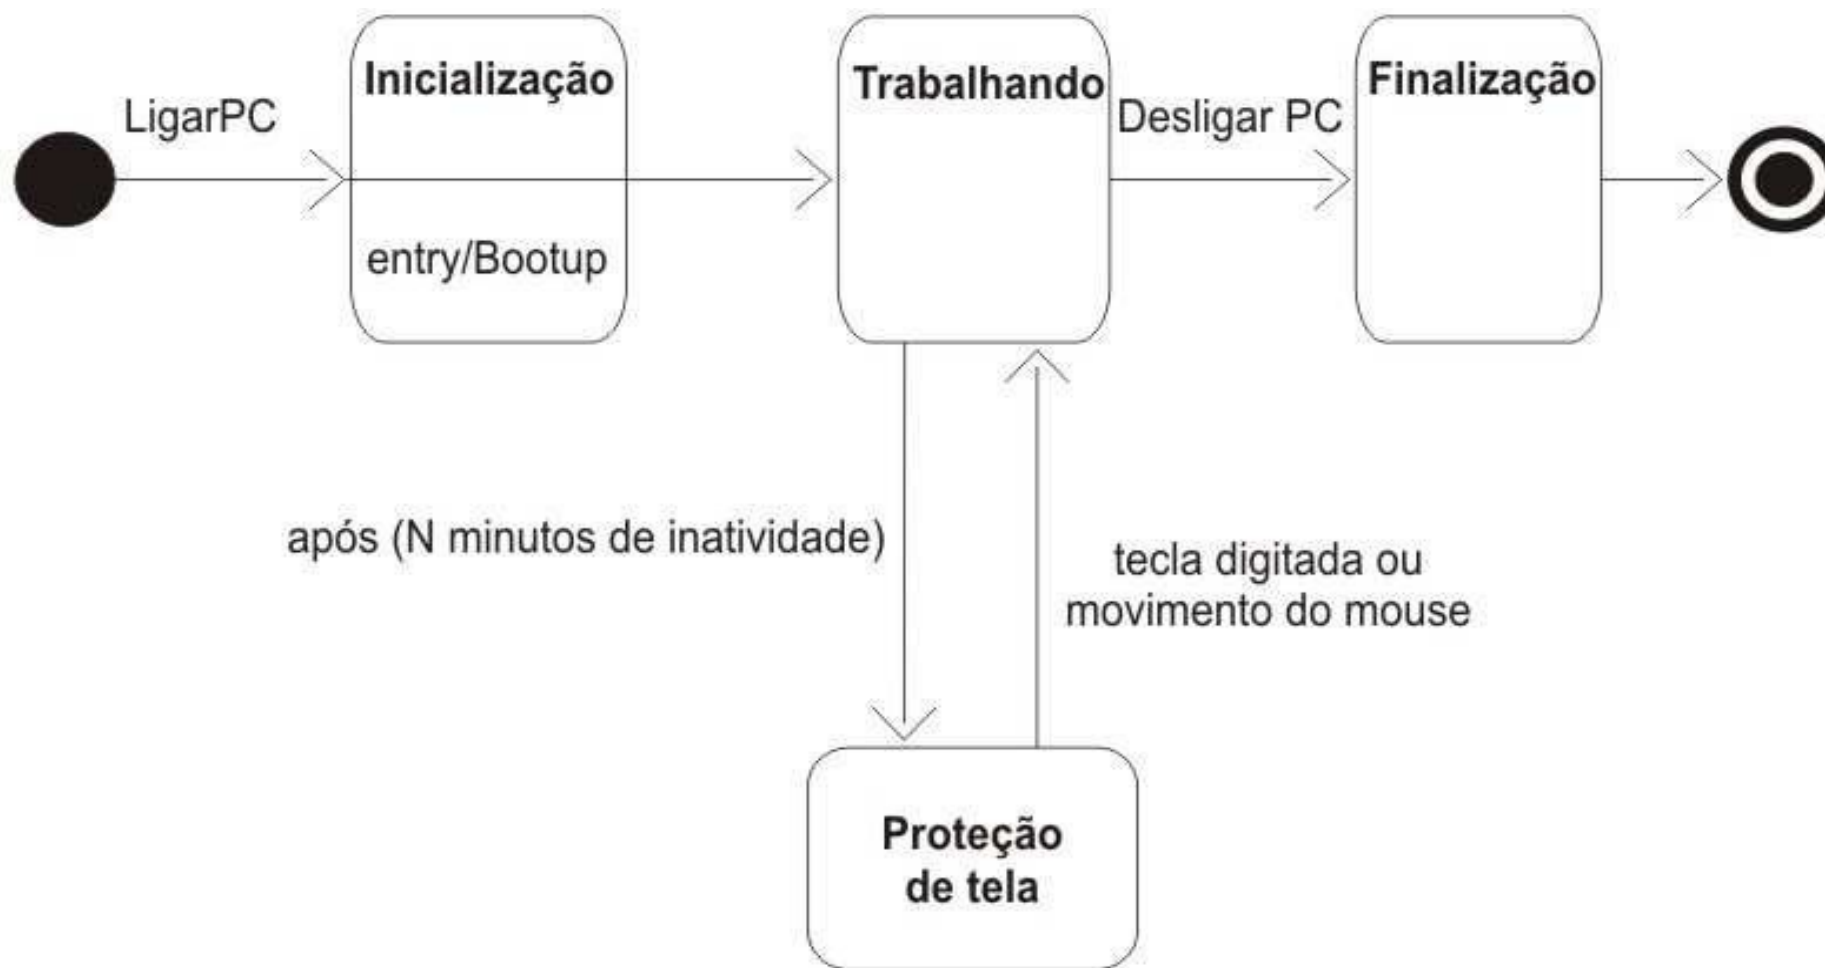 Inicialização
Trabalhando
Finalização
LigarPC
Desligar PC
entry/Bootup
após (N minutos de inatividade)
tecla digitada ou
movimento do mouse
Proteção
de tela